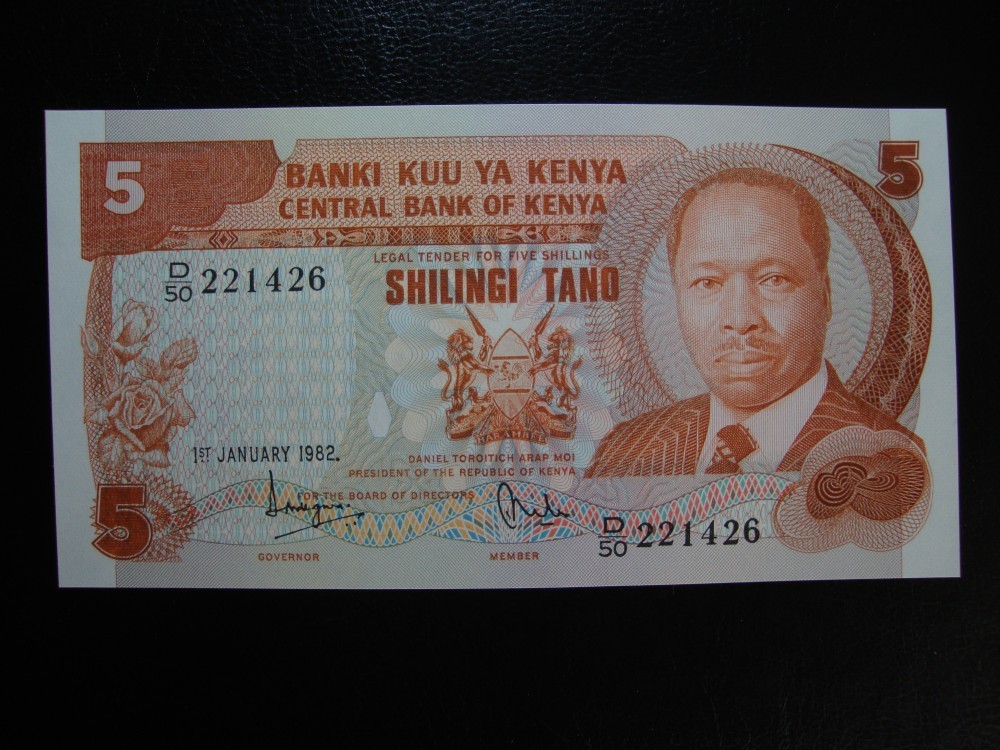 5
5
BANKI KUU YA KENYA
CENTRAL BANK OF KENYA
LEGAL TENDER FOR FIVE SHILLINGS
SHILINGI TANO
D/50 221426
HARAMBEE
1ST JANUARY 1982.
DANIEL TOROITICH ARAP MOI
PRESIDENT OF THE REPUBLIC OF KENYA
FOR THE BOARD OF DIRECTORS
5
D/50 221426
GOVERNOR
MEMBER